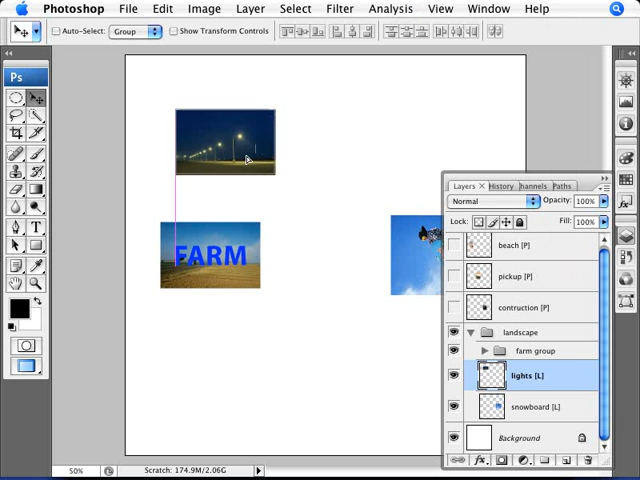 Photoshop File Edit Image Layer Select Filter Analysis View Window Help
Auto-Select: Group Show Transform Controls
Ps
FARM
Layers History hannels Paths
Normal Opacity: 100%
Lock: Fill: 100%
beach [P]
pickup [P]
contruction [P]
landscape
farm group
lights [L]
snowboard [L]
Background
50% Scratch: 174.9M/2.06G